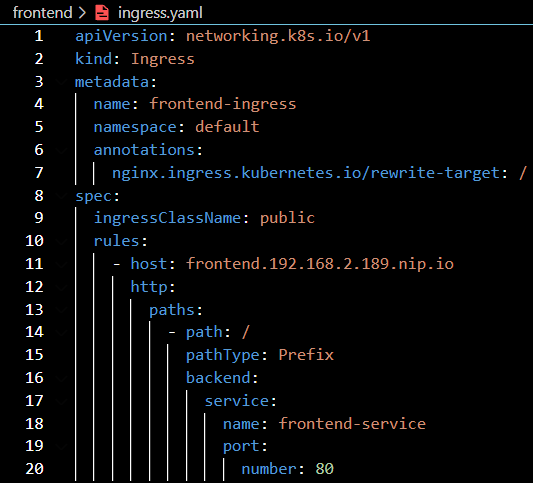 frontend > ingress.yaml
1 apiVersion: networking.k8s.io/v1
2 kind: Ingress
3 metadata:
4   name: frontend-ingress
5   namespace: default
6   annotations:
7     nginx.ingress.kubernetes.io/rewrite-target: /
8 spec:
9   ingressClassName: public
10   rules:
11     - host: frontend.192.168.2.189.nip.io
12       http:
13         paths:
14           - path: /
15             pathType: Prefix
16             backend:
17               service:
18                 name: frontend-service
19                 port:
20                   number: 80